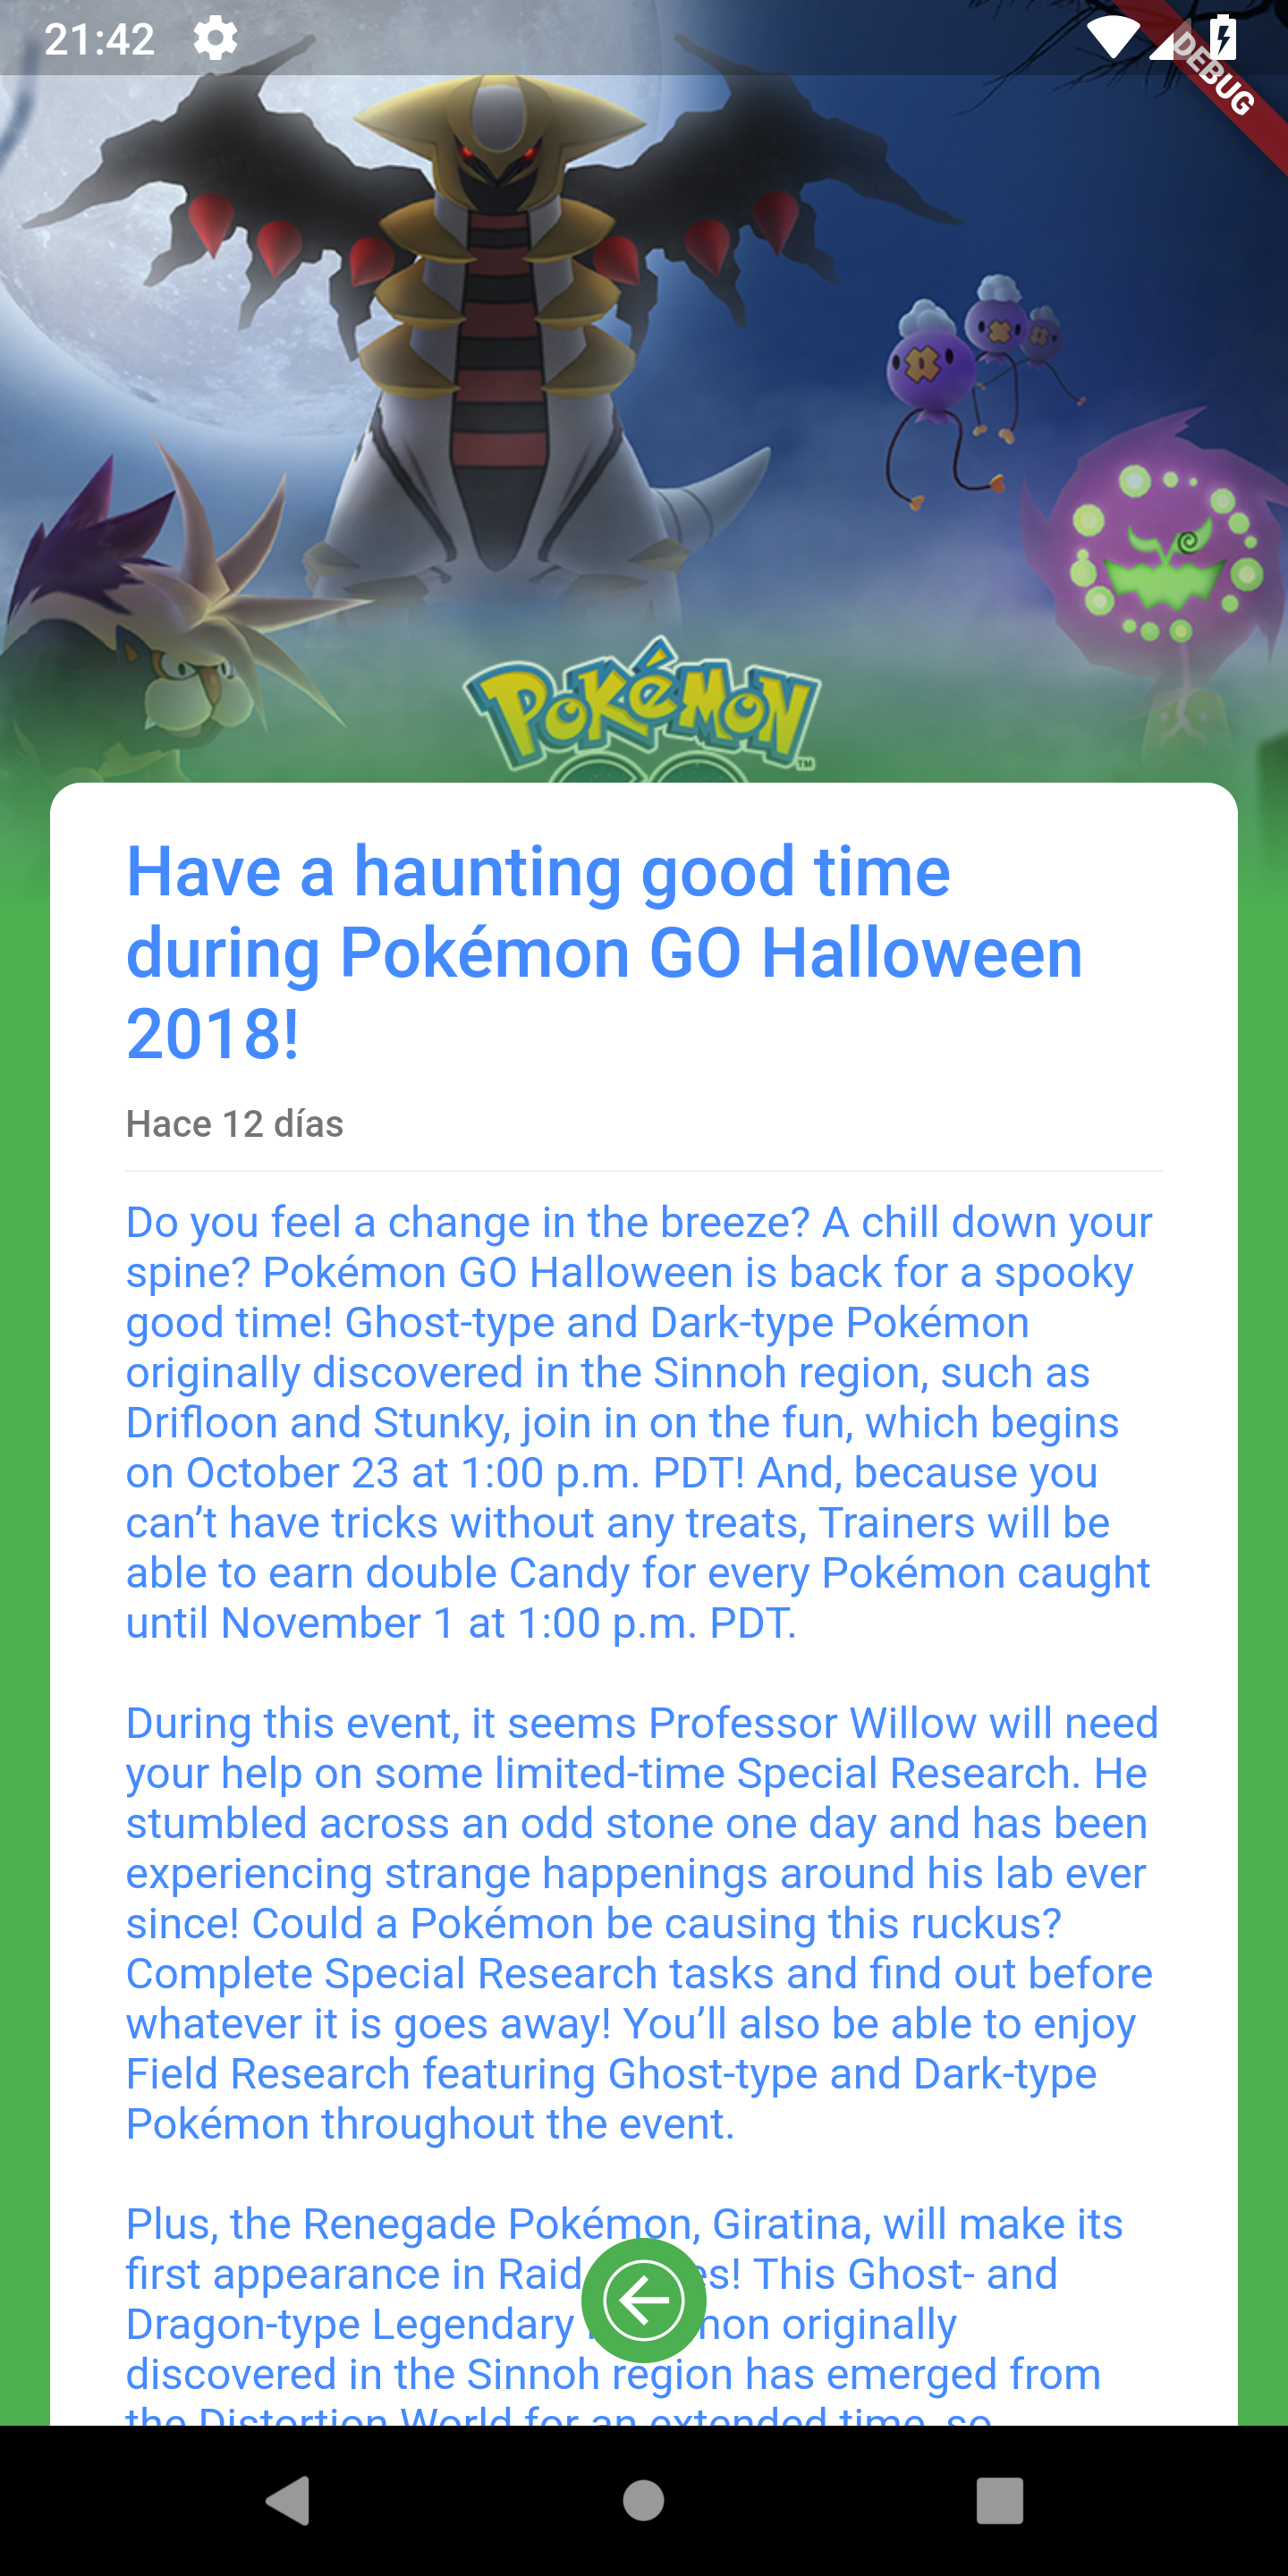 21:42
DEBUG
POKéMON
TM
Have a haunting good time
during Pokémon GO Halloween
2018!
Hace 12 días
Do you feel a change in the breeze? A chill down your
spine? Pokémon GO Halloween is back for a spooky
good time! Ghost-type and Dark-type Pokémon
originally discovered in the Sinnoh region, such as
Drifloon and Stunky, join in on the fun, which begins
on October 23 at 1:00 p.m. PDT! And, because you
can’t have tricks without any treats, Trainers will be
able to earn double Candy for every Pokémon caught
until November 1 at 1:00 p.m. PDT.
During this event, it seems Professor Willow will need
your help on some limited-time Special Research. He
stumbled across an odd stone one day and has been
experiencing strange happenings around his lab ever
since! Could a Pokémon be causing this ruckus?
Complete Special Research tasks and find out before
whatever it is goes away! You’ll also be able to enjoy
Field Research featuring Ghost-type and Dark-type
Pokémon throughout the event.
Plus, the Renegade Pokémon, Giratina, will make its
first appearance in Raid es! This Ghost- and
Dragon-type Legendary mon originally
discovered in the Sinnoh region has emerged from
the Distortion World for an extended time, so